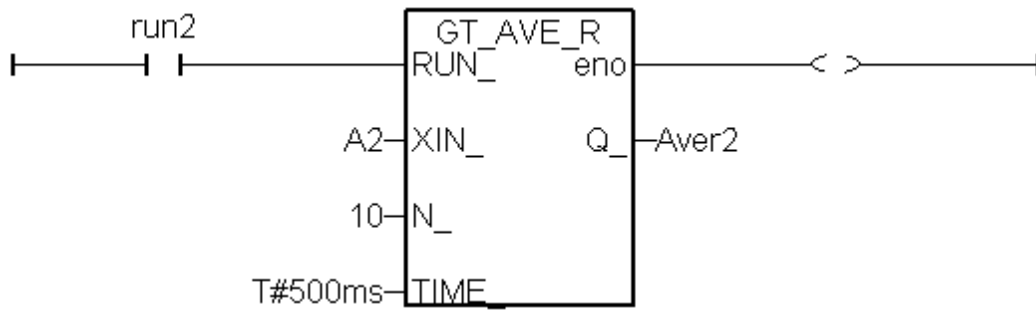 run2
GT_AVE_R
RUN_ eno
A2 XIN_ Q_ Aver2
10 N_
T#500ms TIME_